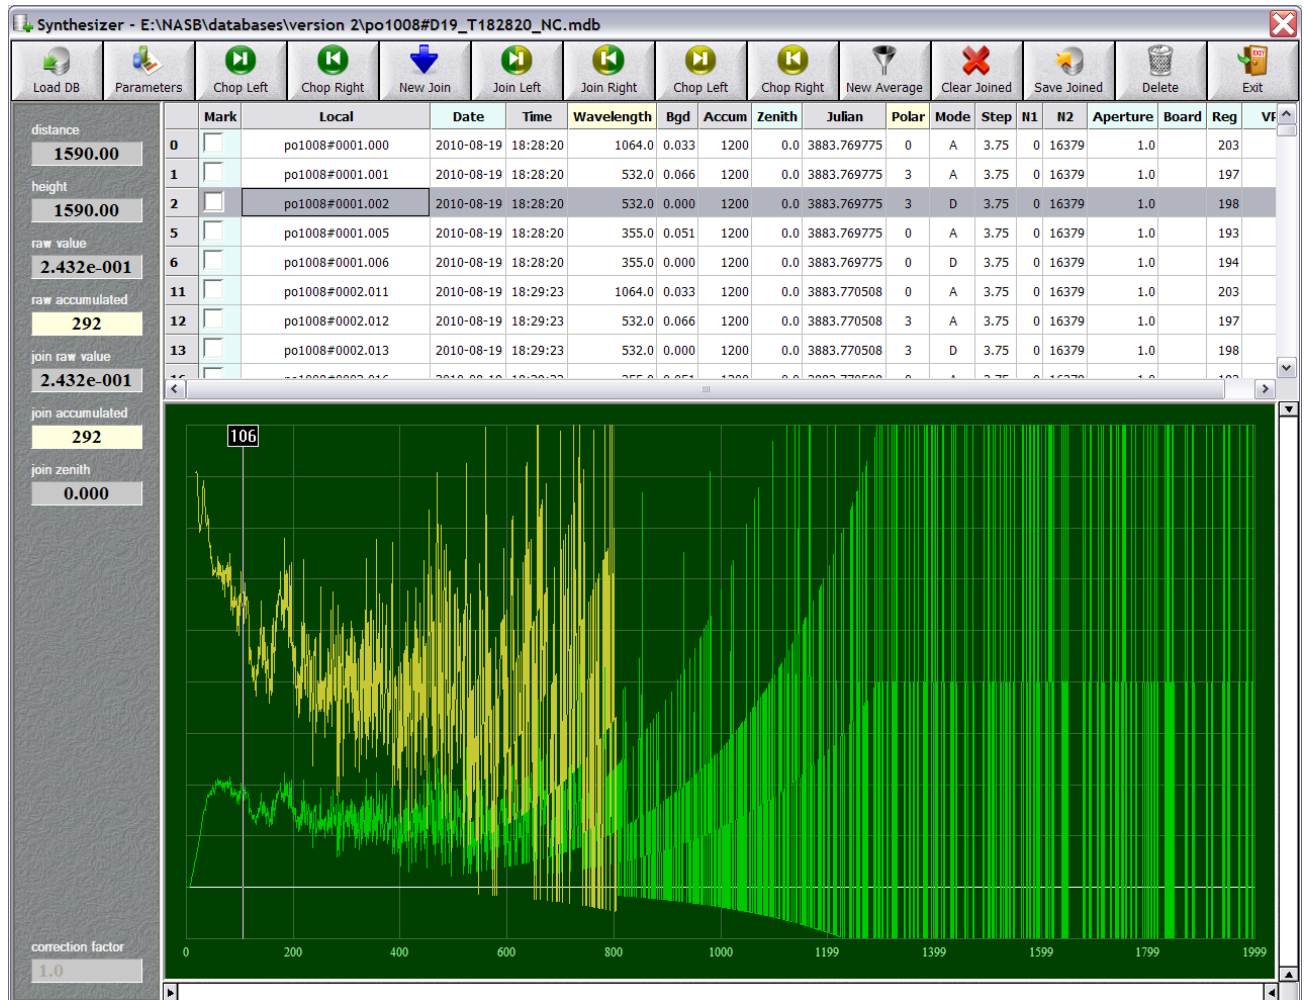 Synthesizer - E:\NASB\databases\version 2\po1008#D19_T182820_NC.mdb
Load DB Parameters Chop Left Chop Right New Join Join Left Join Right Chop Left Chop Right New Average Clear Joined Save Joined Delete Exit
Mark Local Date Time Wavelength Bgd Accum Zenith Julian Polar Mode Step N1 N2 Aperture Board Reg
0 po1008#0001.000 2010-08-19 18:28:20 1064.0 0.033 1200 0.0 3883.769775 0 A 3.75 0 16379 1.0 203
1 po1008#0001.001 2010-08-19 18:28:20 532.0 0.066 1200 0.0 3883.769775 3 A 3.75 0 16379 1.0 197
2 po1008#0001.002 2010-08-19 18:28:20 532.0 0.000 1200 0.0 3883.769775 3 D 3.75 0 16379 1.0 198
5 po1008#0001.005 2010-08-19 18:28:20 355.0 0.051 1200 0.0 3883.769775 0 A 3.75 0 16379 1.0 193
6 po1008#0001.006 2010-08-19 18:28:20 355.0 0.000 1200 0.0 3883.769775 0 D 3.75 0 16379 1.0 194
11 po1008#0002.011 2010-08-19 18:29:23 1064.0 0.033 1200 0.0 3883.770508 0 A 3.75 0 16379 1.0 203
12 po1008#0002.012 2010-08-19 18:29:23 532.0 0.066 1200 0.0 3883.770508 3 A 3.75 0 16379 1.0 197
13 po1008#0002.013 2010-08-19 18:29:23 532.0 0.000 1200 0.0 3883.770508 3 D 3.75 0 16379 1.0 198
distance
1590.00
height
1590.00
raw value
2.432e-001
raw accumulated
292
join raw value
2.432e-001
join accumulated
292
join zenith
0.000
correction factor
1.0
106
0 200 400 600 800 1000 1199 1399 1599 1799 1999